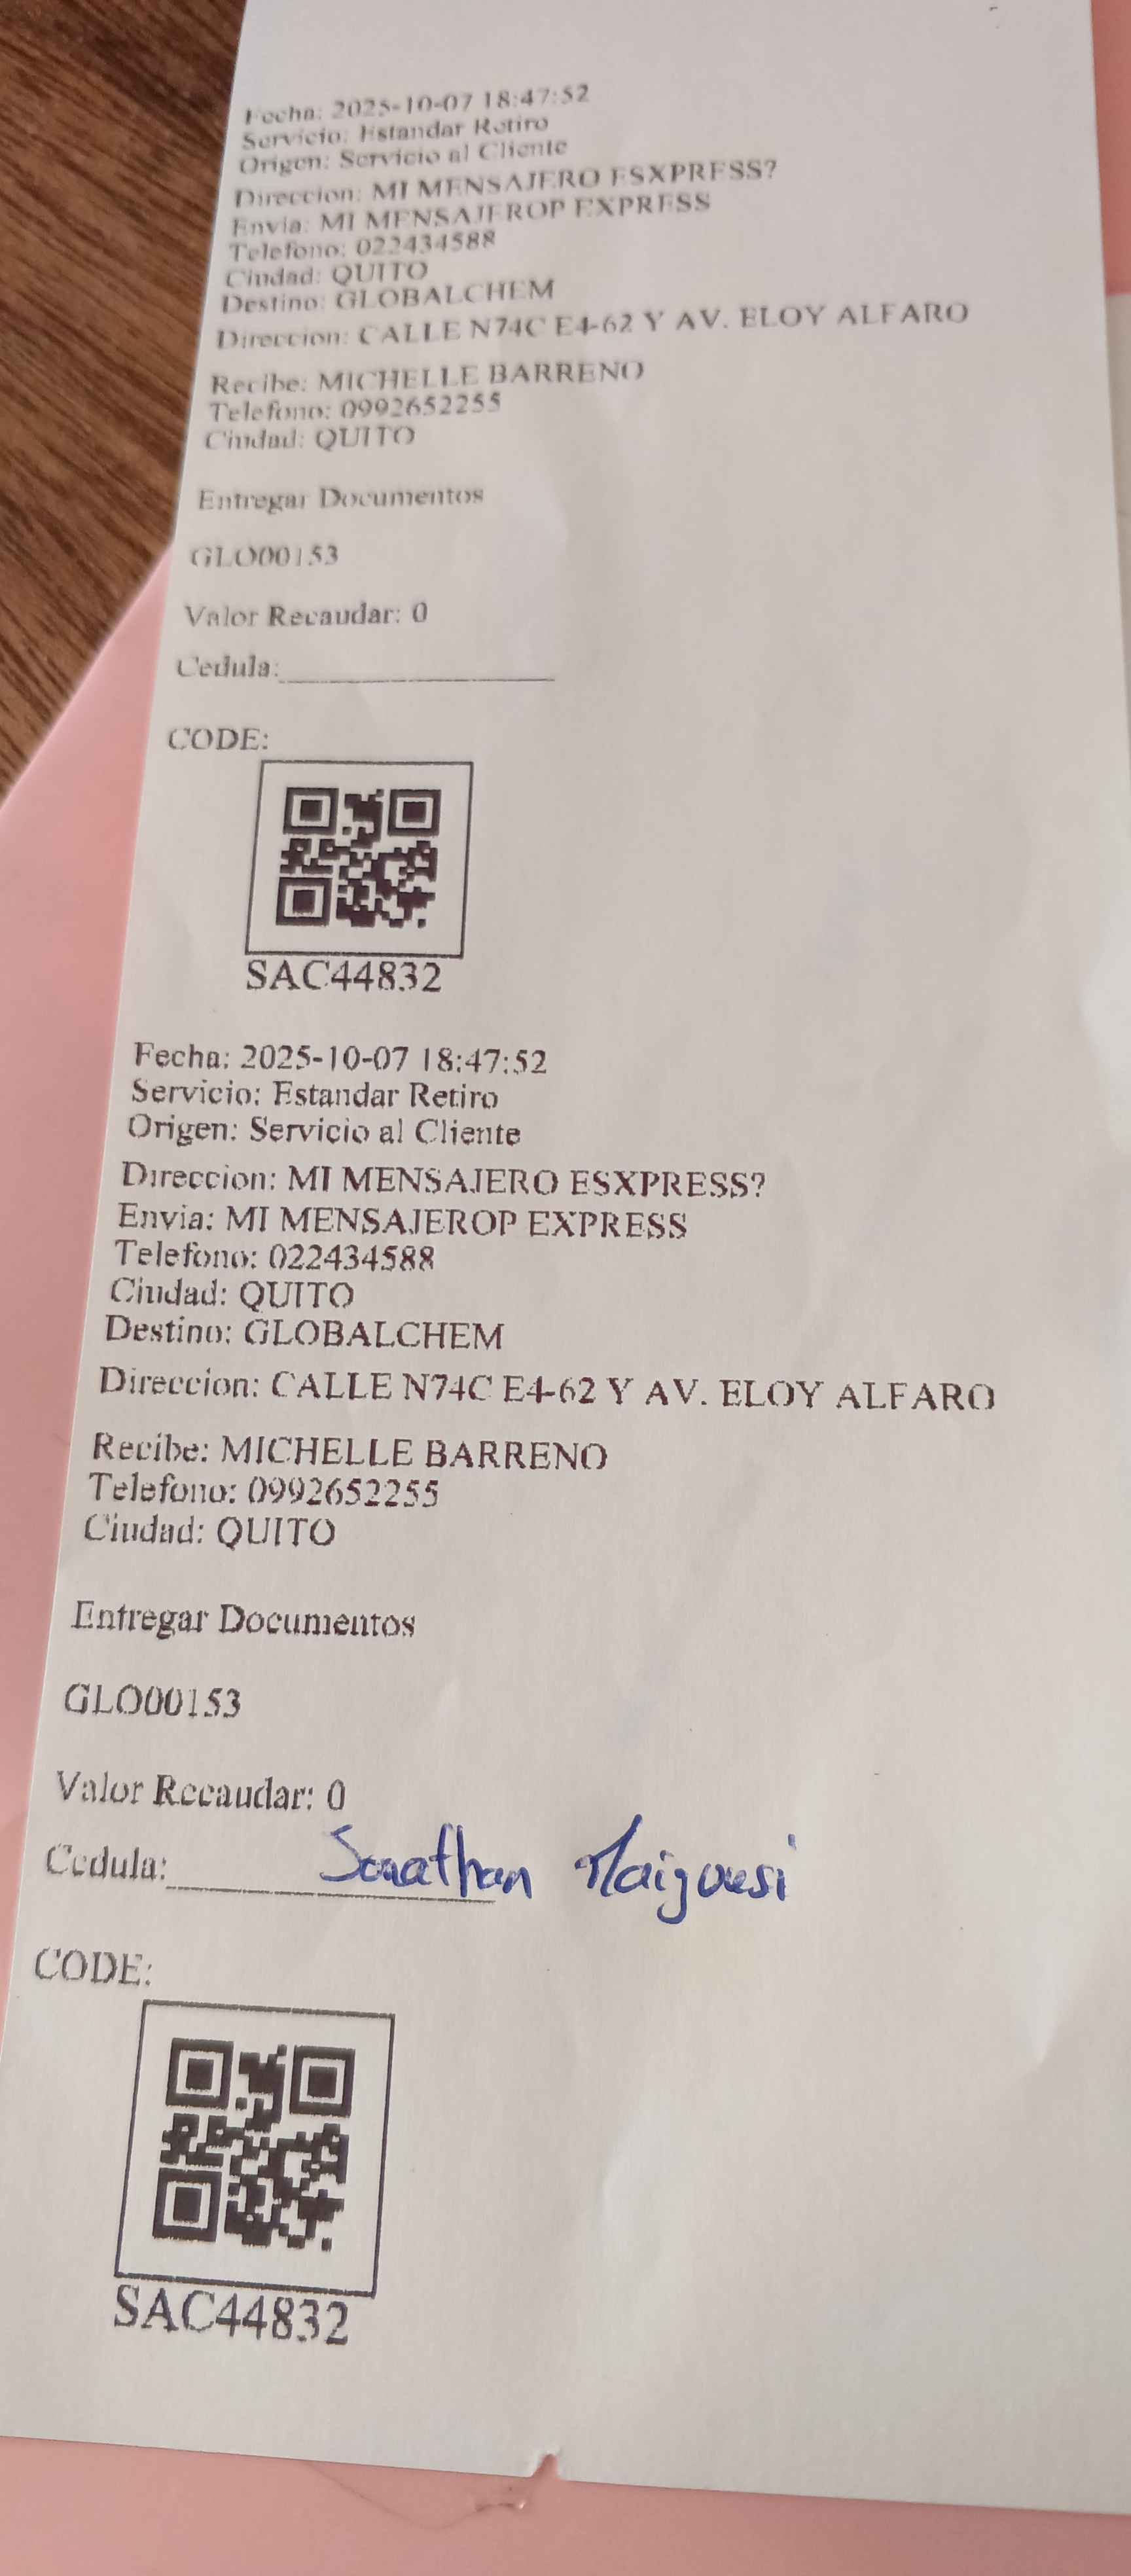 Fecha: 2025-10-07 18:47:52
Servicio: Estandar Retiro
Origen: Servicio al Cliente
Direccion: MI MENSAJERO ESXPRESS?
Envia: MI MENSAJEROP EXPRESS
Telefono: 022434588
Ciudad: QUITO
Destino: GLOBALCHEM
Direccion: CALLE N74C E4-62 Y AV. ELOY ALFARO
Recibe: MICHELLE BARRENO
Telefono: 0992652255
Ciudad: QUITO
Entregar Documentos
GLO00153
Valor Recaudar: 0
Cedula:
CODE:
SAC44832
Fecha: 2025-10-07 18:47:52
Servicio: Estandar Retiro
Origen: Servicio al Cliente
Direccion: MI MENSAJERO ESXPRESS?
Envia: MI MENSAJEROP EXPRESS
Telefono: 022434588
Ciudad: QUITO
Destino: GLOBALCHEM
Direccion: CALLE N74C E4-62 Y AV. ELOY ALFARO
Recibe: MICHELLE BARRENO
Telefono: 0992652255
Ciudad: QUITO
Entregar Documentos
GLO00153
Valor Recaudar: 0
Cedula: Jonathan
CODE:
SAC44832